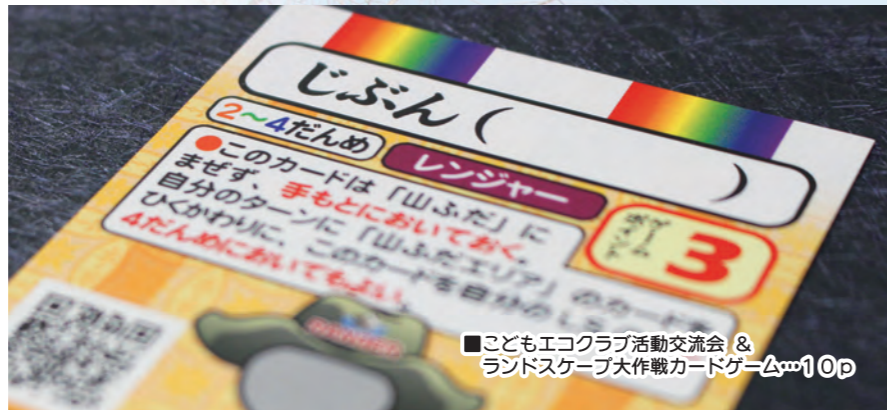 じぶん(　　　)
2〜4だんめ
レンジャー
●このカードは「山ふだ」に
まぜず、手もとにおいておく。
自分のターンに「山ふだエリア」のカードを
ひくかわりに、このカードを自分の
4だんめにおいてもよい。
ゲーム
ポイント
3
■こどもエコクラブ活動交流会 &
ランドスケープ大作戦カードゲーム…10p